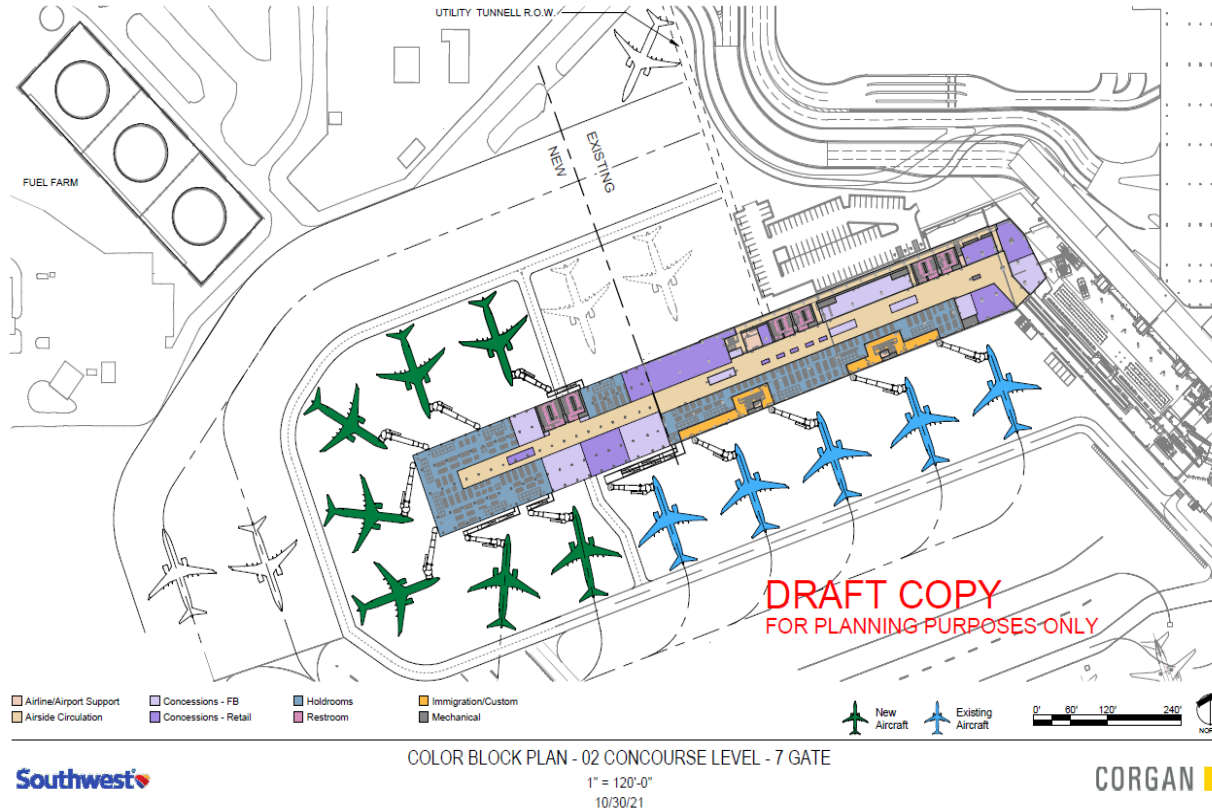 UTILITY TUNNELL R.O.W.
EXISTING
NEW
FUEL FARM
DRAFT COPY
FOR PLANNING PURPOSES ONLY
Airline/Airport Support
Concessions - FB
Holdrooms
Immigration/Custom
Airside Circulation
Concessions - Retail
Restroom
Mechanical
New
Aircraft
Existing
Aircraft
0' 60' 120' 240'
COLOR BLOCK PLAN - 02 CONCOURSE LEVEL - 7 GATE
1" = 120'-0"
10/30/21
Southwest
CORGAN